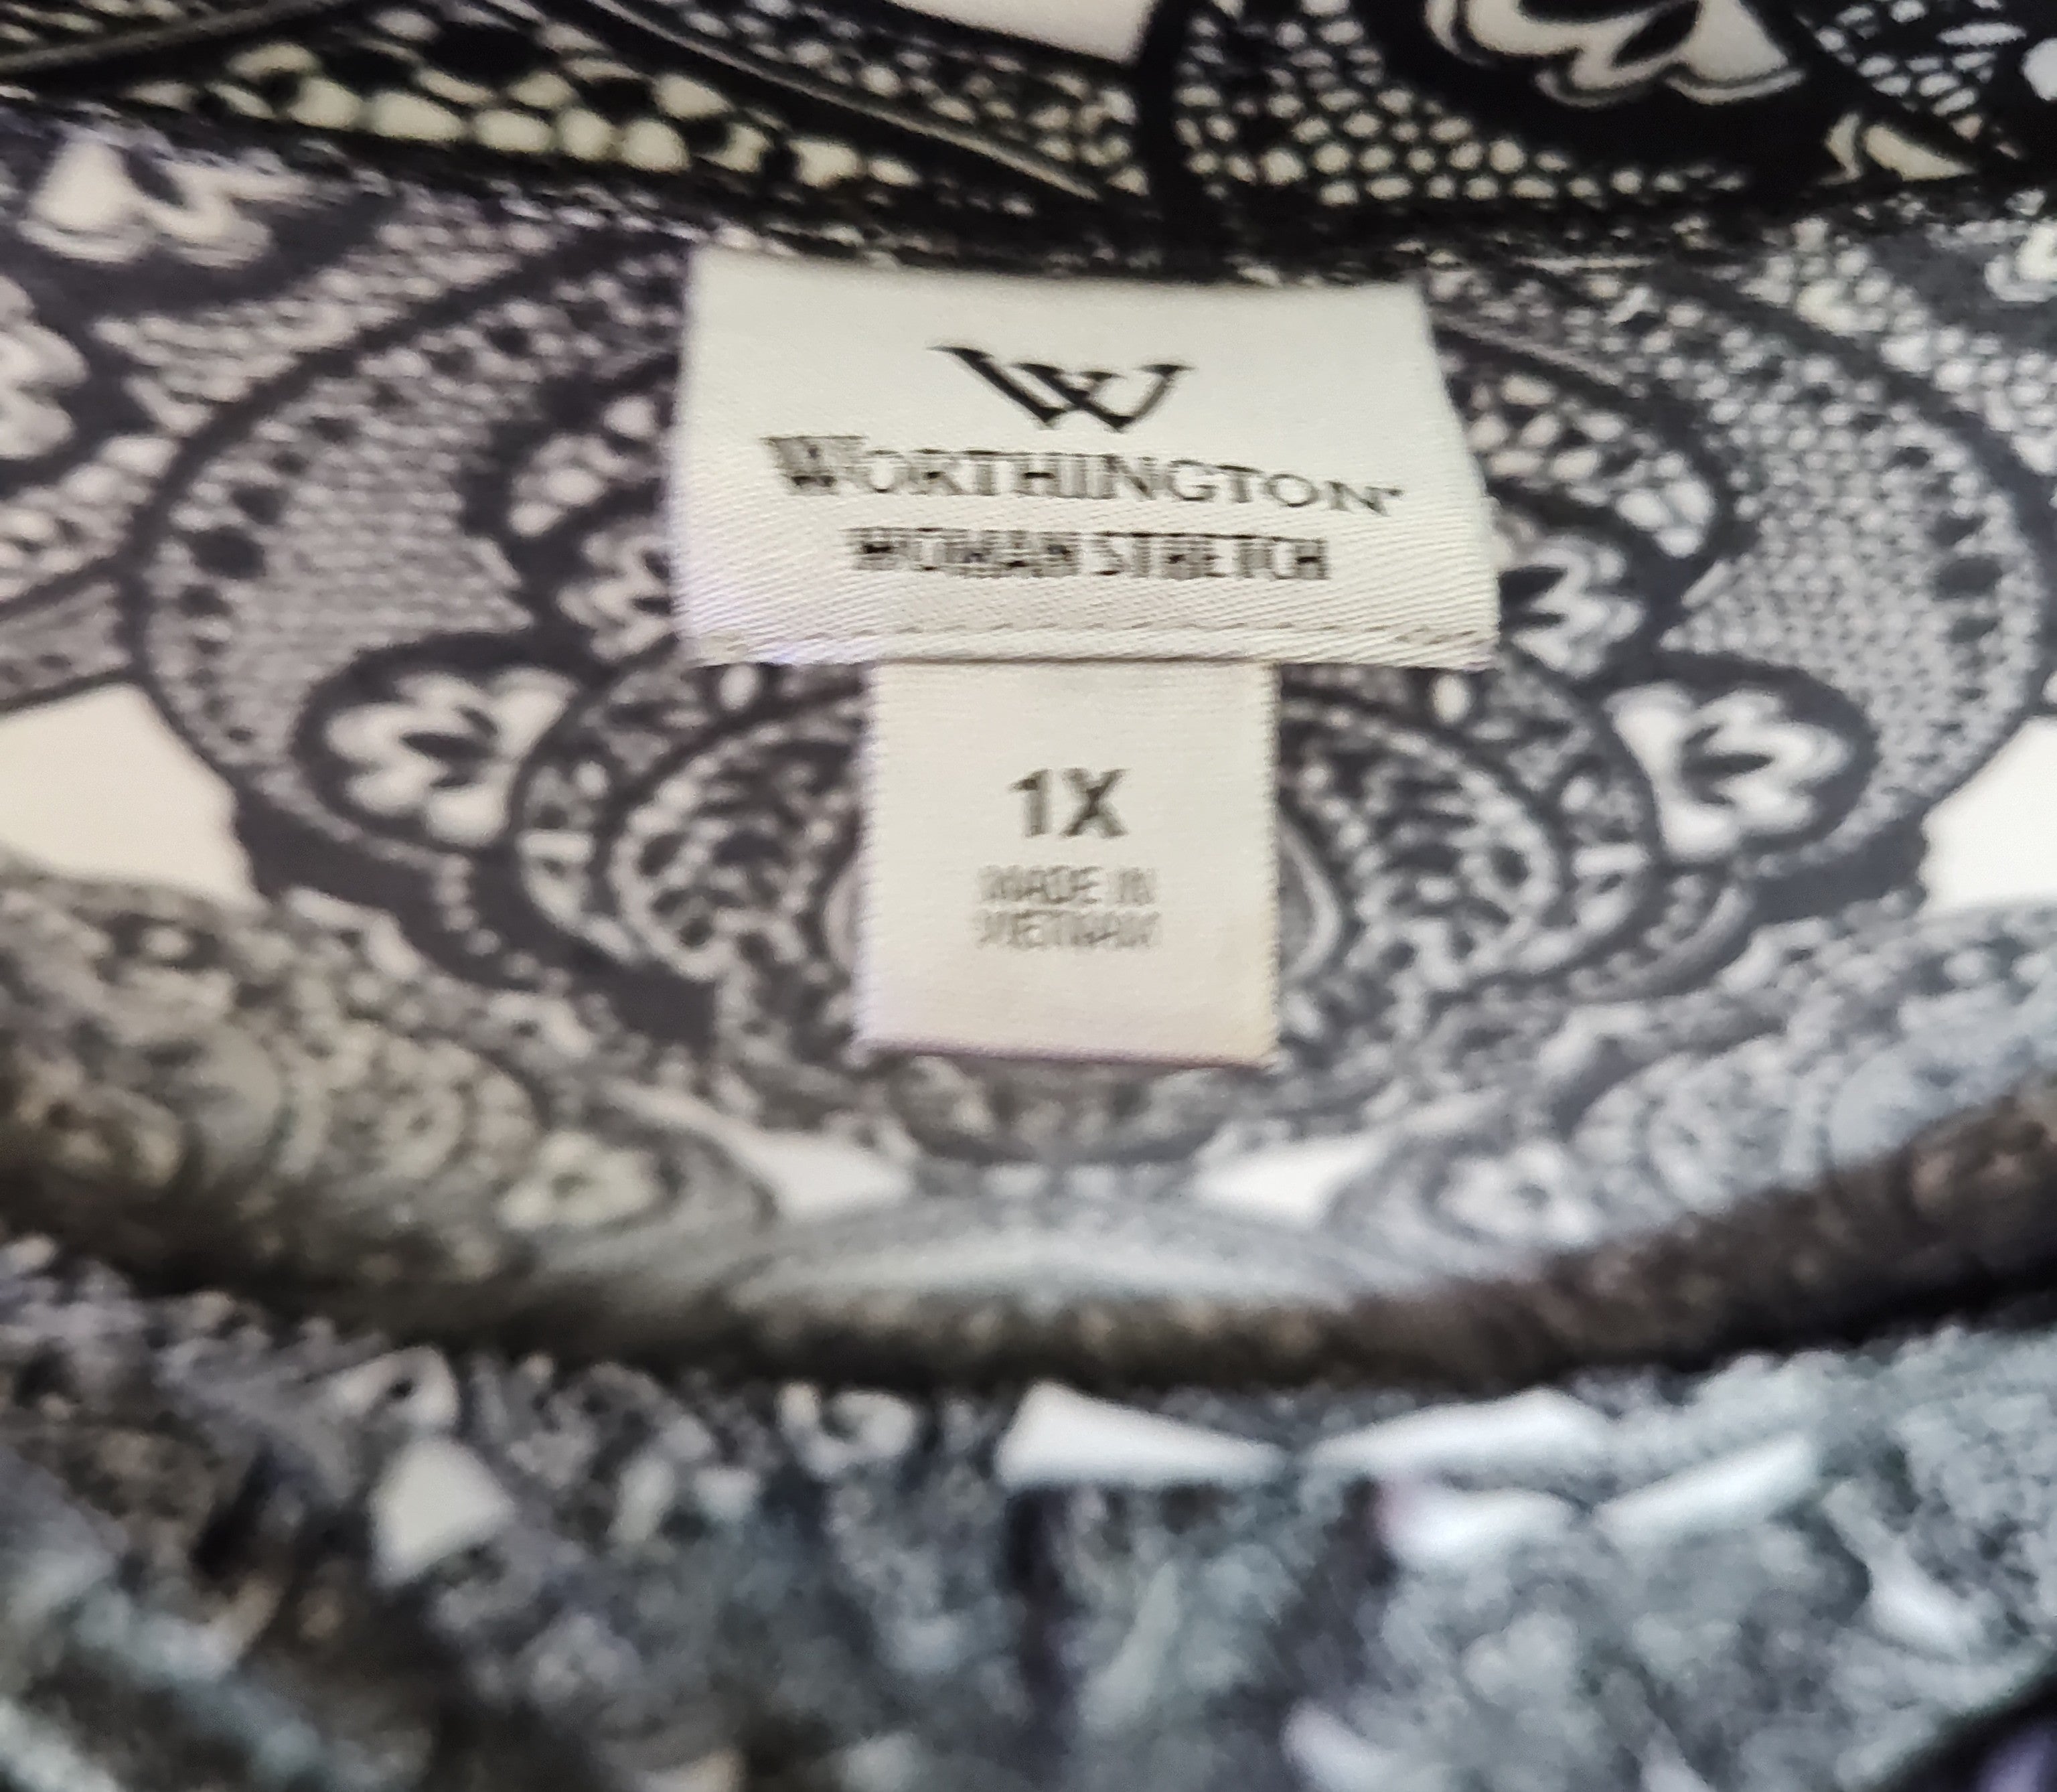 W
WORTHINGTON®
WOMAN STRETCH
1X
MADE IN
VIETNAM